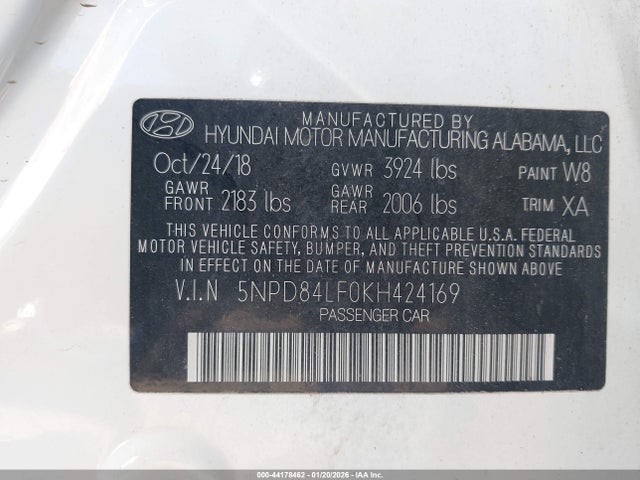 MANUFACTURED BY
HYUNDAI MOTOR MANUFACTURING ALABAMA, LLC
Oct/24/18 GVWR 3924 lbs PAINT W8
GAWR FRONT 2183 lbs GAWR REAR 2006 lbs TRIM XA
THIS VEHICLE CONFORMS TO ALL APPLICABLE U.S.A. FEDERAL
MOTOR VEHICLE SAFETY, BUMPER, AND THEFT PREVENTION STANDARDS
IN EFFECT ON THE DATE OF MANUFACTURE SHOWN ABOVE
V.I.N 5NPD84LF0KH424169
PASSENGER CAR
000-44178462 - 01/20/2026 - IAAI.COM